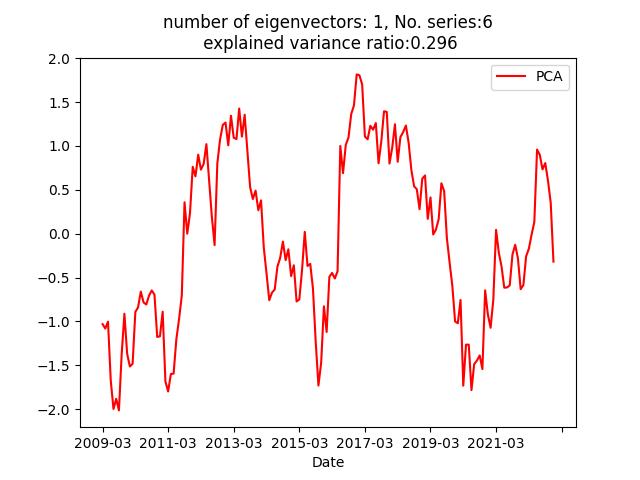 number of eigenvectors: 1, No. series:6
explained variance ratio:0.296
PCA
2.0
1.5
1.0
0.5
0.0
−0.5
−1.0
−1.5
−2.0
2009-03 2011-03 2013-03 2015-03 2017-03 2019-03 2021-03
Date